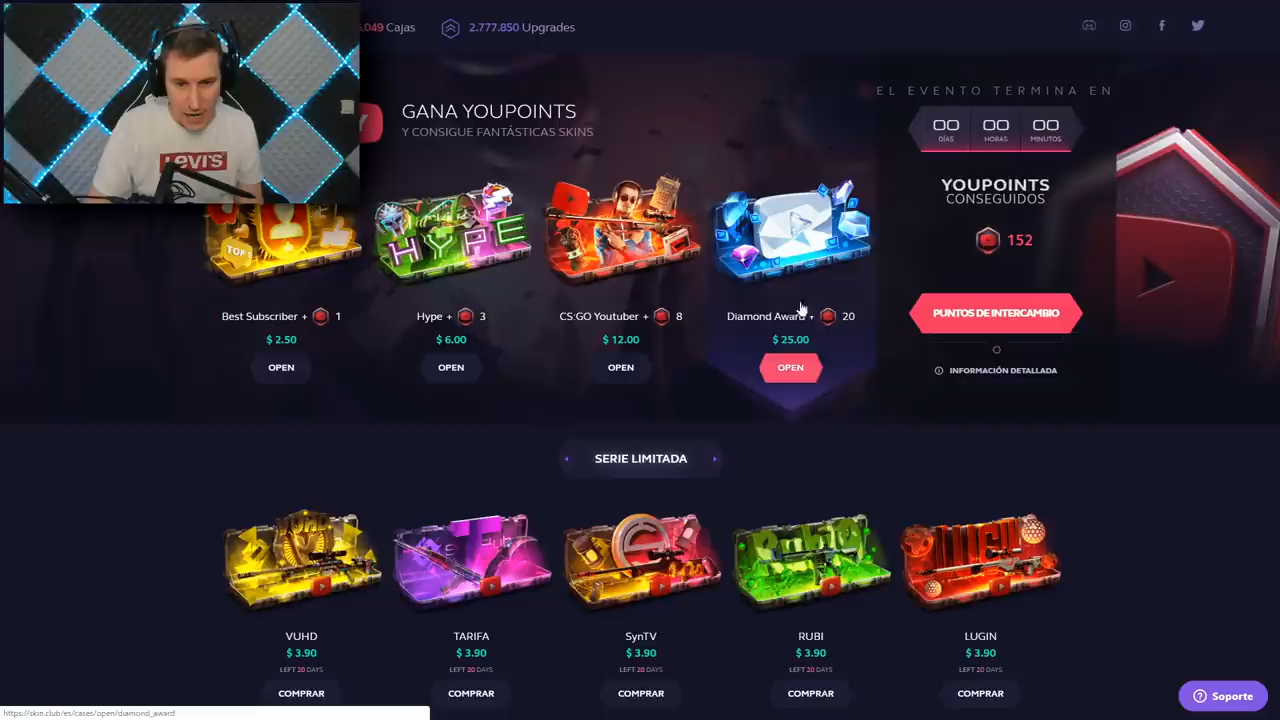 5,049 Cajas
2.777.850 Upgrades
LEVI'S
Y
GANA YOUPOINTS
Y CONSIGUE FANTÁSTICAS SKINS
EL EVENTO TERMINA EN
00 00 00
DÍAS HORAS MINUTOS
YOUPOINTS
CONSEGUIDOS
152
TOP
HYPE
Best Subscriber + 1
Hype + 3
CS:GO Youtuber + 8
Diamond Award + 20
$ 2.50
$ 6.00
$ 12.00
$ 25.00
OPEN
OPEN
OPEN
OPEN
PUNTOS DE INTERCAMBIO
INFORMACIÓN DETALLADA
SERIE LIMITADA
VUHD
TARIFA
SynTV
RUBI
LUGIN
$ 3.90
$ 3.90
$ 3.90
$ 3.90
$ 3.90
LEFT 20 DAYS
LEFT 20 DAYS
LEFT 20 DAYS
LEFT 20 DAYS
LEFT 20 DAYS
COMPRAR
COMPRAR
COMPRAR
COMPRAR
COMPRAR
Soporte
https://skin.club/es/cases/open/diamond_award